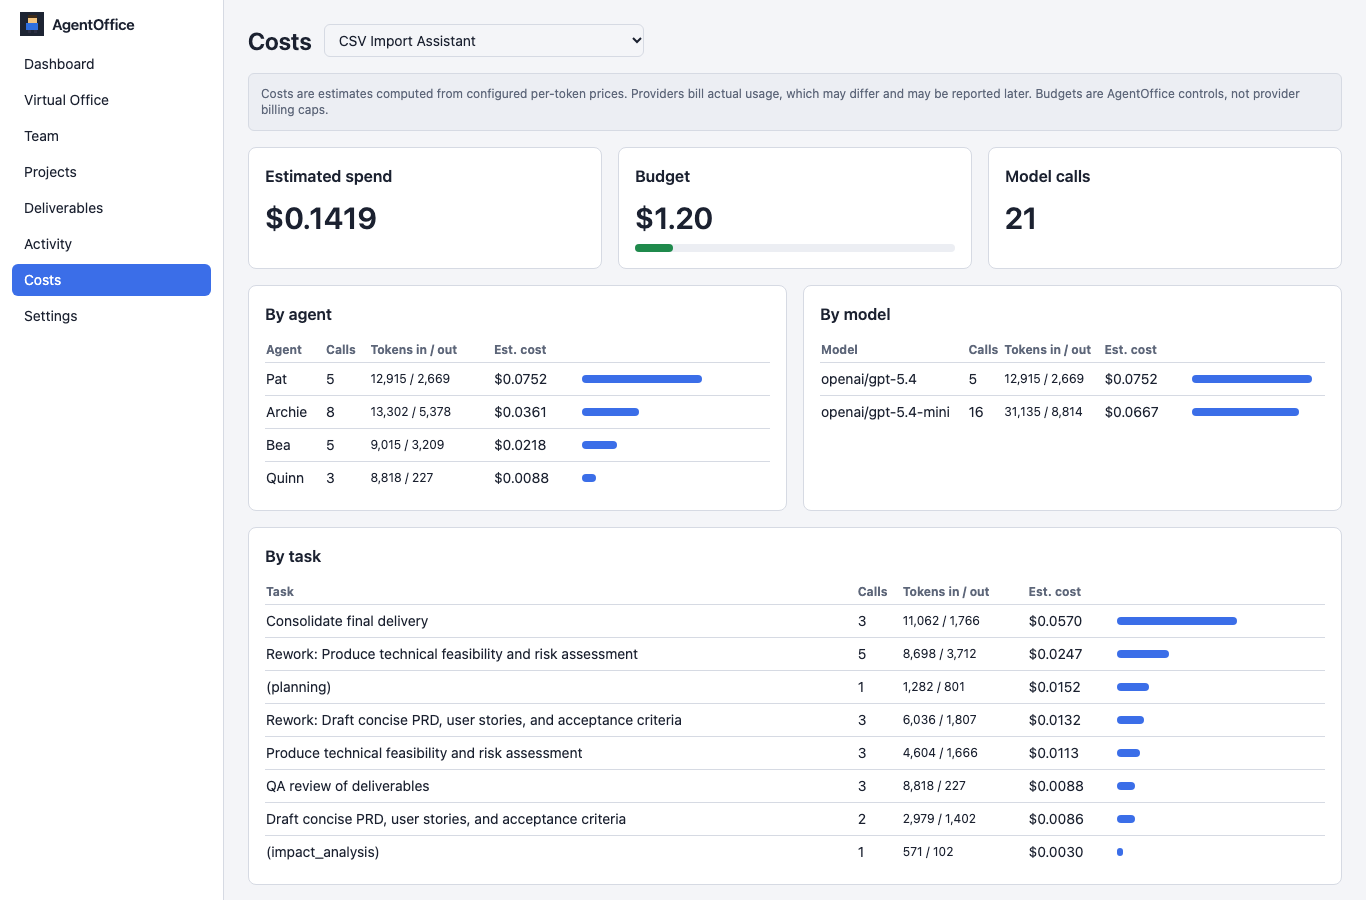 AgentOffice
Dashboard
Virtual Office
Team
Projects
Deliverables
Activity
Costs
Settings
Costs
CSV Import Assistant
Costs are estimates computed from configured per-token prices. Providers bill actual usage, which may differ and may be reported later. Budgets are AgentOffice controls, not provider
billing caps.
Estimated spend
$0.1419
Budget
$1.20
Model calls
21
By agent
Agent Calls Tokens in / out Est. cost
Pat 5 12,915 / 2,669 $0.0752
Archie 8 13,302 / 5,378 $0.0361
Bea 5 9,015 / 3,209 $0.0218
Quinn 3 8,818 / 227 $0.0088
By model
Model Calls Tokens in / out Est. cost
openai/gpt-5.4 5 12,915 / 2,669 $0.0752
openai/gpt-5.4-mini 16 31,135 / 8,814 $0.0667
By task
Task Calls Tokens in / out Est. cost
Consolidate final delivery 3 11,062 / 1,766 $0.0570
Rework: Produce technical feasibility and risk assessment 5 8,698 / 3,712 $0.0247
(planning) 1 1,282 / 801 $0.0152
Rework: Draft concise PRD, user stories, and acceptance criteria 3 6,036 / 1,807 $0.0132
Produce technical feasibility and risk assessment 3 4,604 / 1,666 $0.0113
QA review of deliverables 3 8,818 / 227 $0.0088
Draft concise PRD, user stories, and acceptance criteria 2 2,979 / 1,402 $0.0086
(impact_analysis) 1 571 / 102 $0.0030